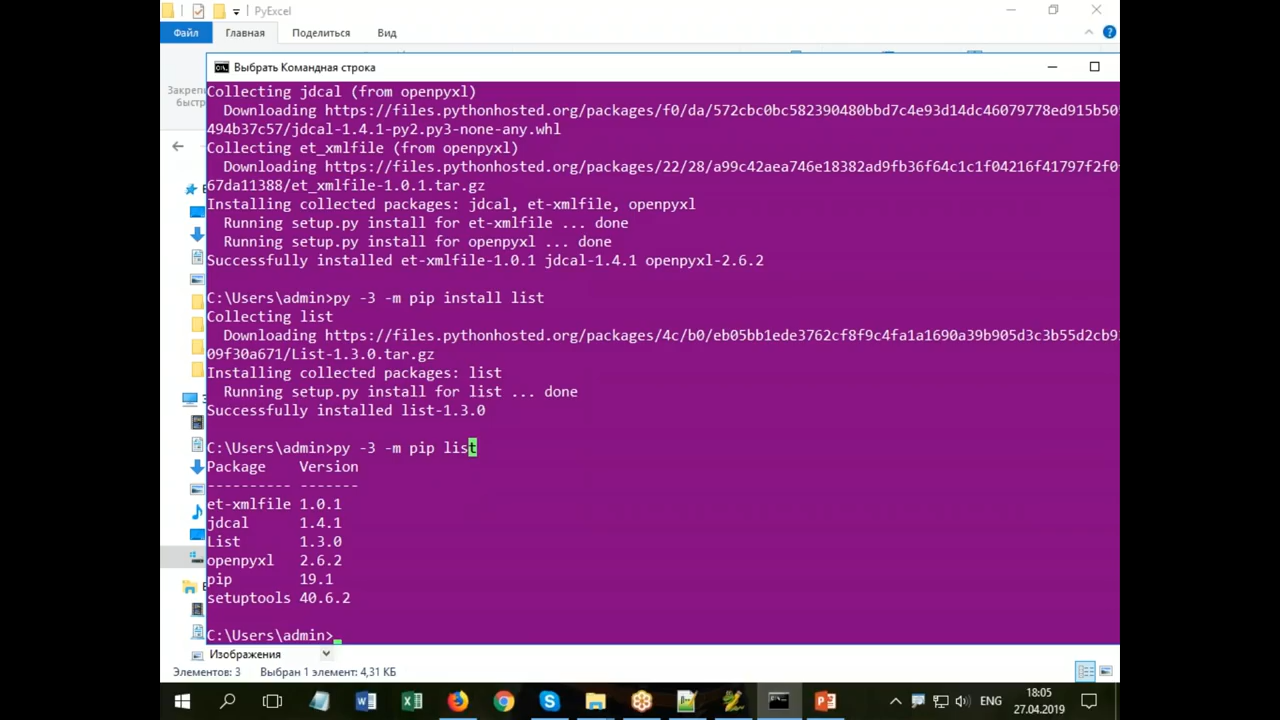 PyExcel
Файл Главная Поделиться Вид
Выбрать Командная строка
Collecting jdcal (from openpyxl)
Downloading https://files.pythonhosted.org/packages/f0/da/572cbc0bc582390480bbd7c4e93d14dc46079778ed915b50
494b37c57/jdcal-1.4.1-py2.py3-none-any.whl
Collecting et_xmlfile (from openpyxl)
Downloading https://files.pythonhosted.org/packages/22/28/a99c42aea746e18382ad9fb36f64c1c1f04216f41797f2f0
67da11388/et_xmlfile-1.0.1.tar.gz
Installing collected packages: jdcal, et-xmlfile, openpyxl
Running setup.py install for et-xmlfile ... done
Running setup.py install for openpyxl ... done
Successfully installed et-xmlfile-1.0.1 jdcal-1.4.1 openpyxl-2.6.2
C:\Users\admin>py -3 -m pip install list
Collecting list
Downloading https://files.pythonhosted.org/packages/4c/b0/eb05bb1ede3762cf8f9c4fa1a1690a39b905d3c3b55d2cb9
09f30a671/List-1.3.0.tar.gz
Installing collected packages: list
Running setup.py install for list ... done
Successfully installed list-1.3.0
C:\Users\admin>py -3 -m pip list
Package Version
---------- -------
et-xmlfile 1.0.1
jdcal 1.4.1
List 1.3.0
openpyxl 2.6.2
pip 19.1
setuptools 40.6.2
C:\Users\admin>
Изображения
Элементов: 3 Выбран 1 элемент: 4,31 КБ
ENG
18:05
27.04.2019